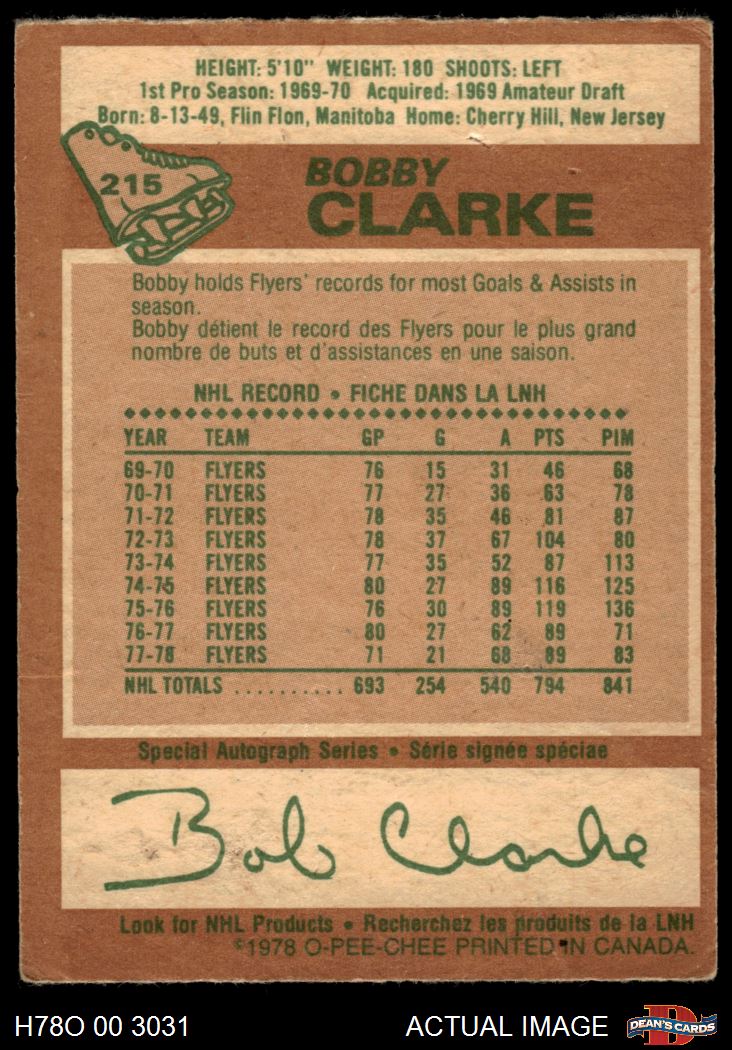 HEIGHT: 5'10" WEIGHT: 180 SHOOTS: LEFT
1st Pro Season: 1969-70 Acquired: 1969 Amateur Draft
Born: 8-13-49, Flin Flon, Manitoba Home: Cherry Hill, New Jersey
215
BOBBY
CLARKE
Bobby holds Flyers' records for most Goals & Assists in
season.
Bobby détient le record des Flyers pour le plus grand
nombre de buts et d'assistances en une saison.
NHL RECORD • FICHE DANS LA LNH
YEAR TEAM GP G A PTS PIM
69-70 FLYERS 76 15 31 46 68
70-71 FLYERS 77 27 36 63 78
71-72 FLYERS 78 35 46 81 87
72-73 FLYERS 78 37 67 104 80
73-74 FLYERS 77 35 52 87 113
74-75 FLYERS 80 27 89 116 125
75-76 FLYERS 76 30 89 119 136
76-77 FLYERS 80 27 62 89 71
77-78 FLYERS 71 21 68 89 83
NHL TOTALS .......... 693 254 540 794 841
Special Autograph Series • Série signée spéciae
Bob Clarke
Look for NHL Products • Recherchez les produits de la LNH
©1978 O-PEE-CHEE PRINTED IN CANADA.
H78O 00 3031 ACTUAL IMAGE
D
DEAN'S CARDS